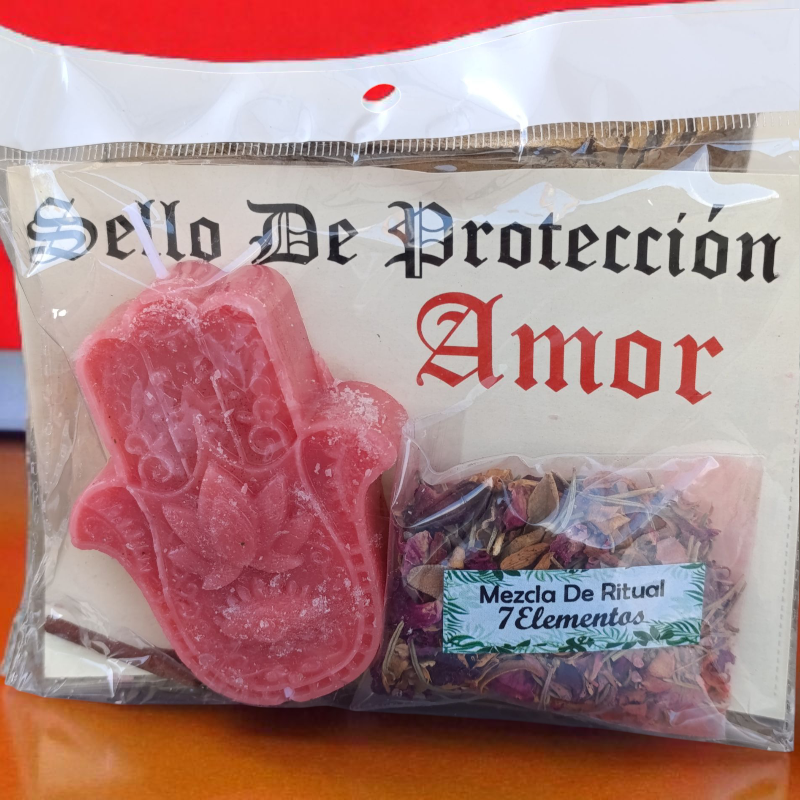 Sello De Protección
Amor
Mezcla De Ritual
7 Elementos